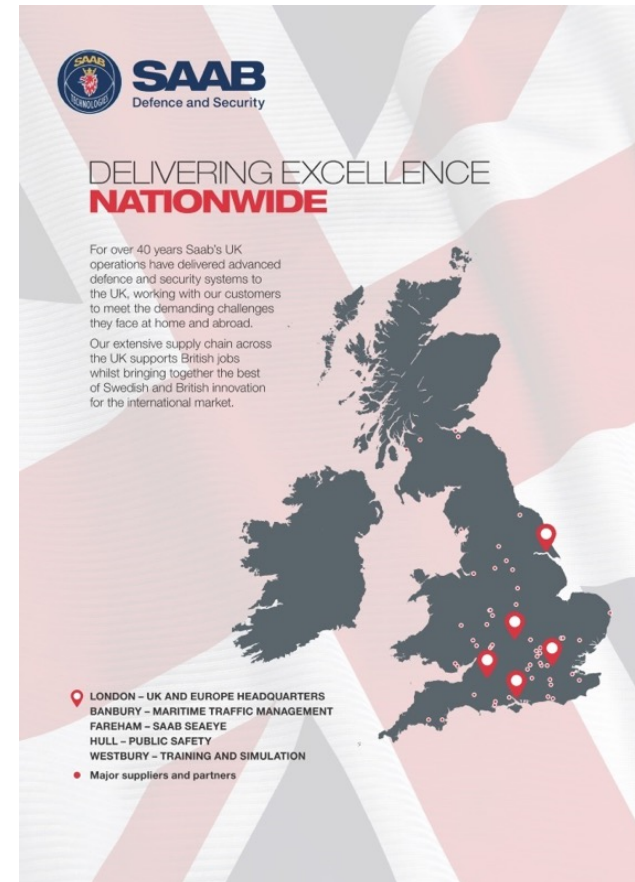 SAAB
TECHNOLOGIES
SAAB
Defence and Security
DELIVERING EXCELLENCE
NATIONWIDE
For over 40 years Saab's UK
operations have delivered advanced
defence and security systems to
the UK, working with our customers
to meet the demanding challenges
they face at home and abroad.
Our extensive supply chain across
the UK supports British jobs
whilst bringing together the best
of Swedish and British innovation
for the international market.
LONDON – UK AND EUROPE HEADQUARTERS
BANBURY – MARITIME TRAFFIC MANAGEMENT
FAREHAM – SAAB SEAEYE
HULL – PUBLIC SAFETY
WESTBURY – TRAINING AND SIMULATION
Major suppliers and partners